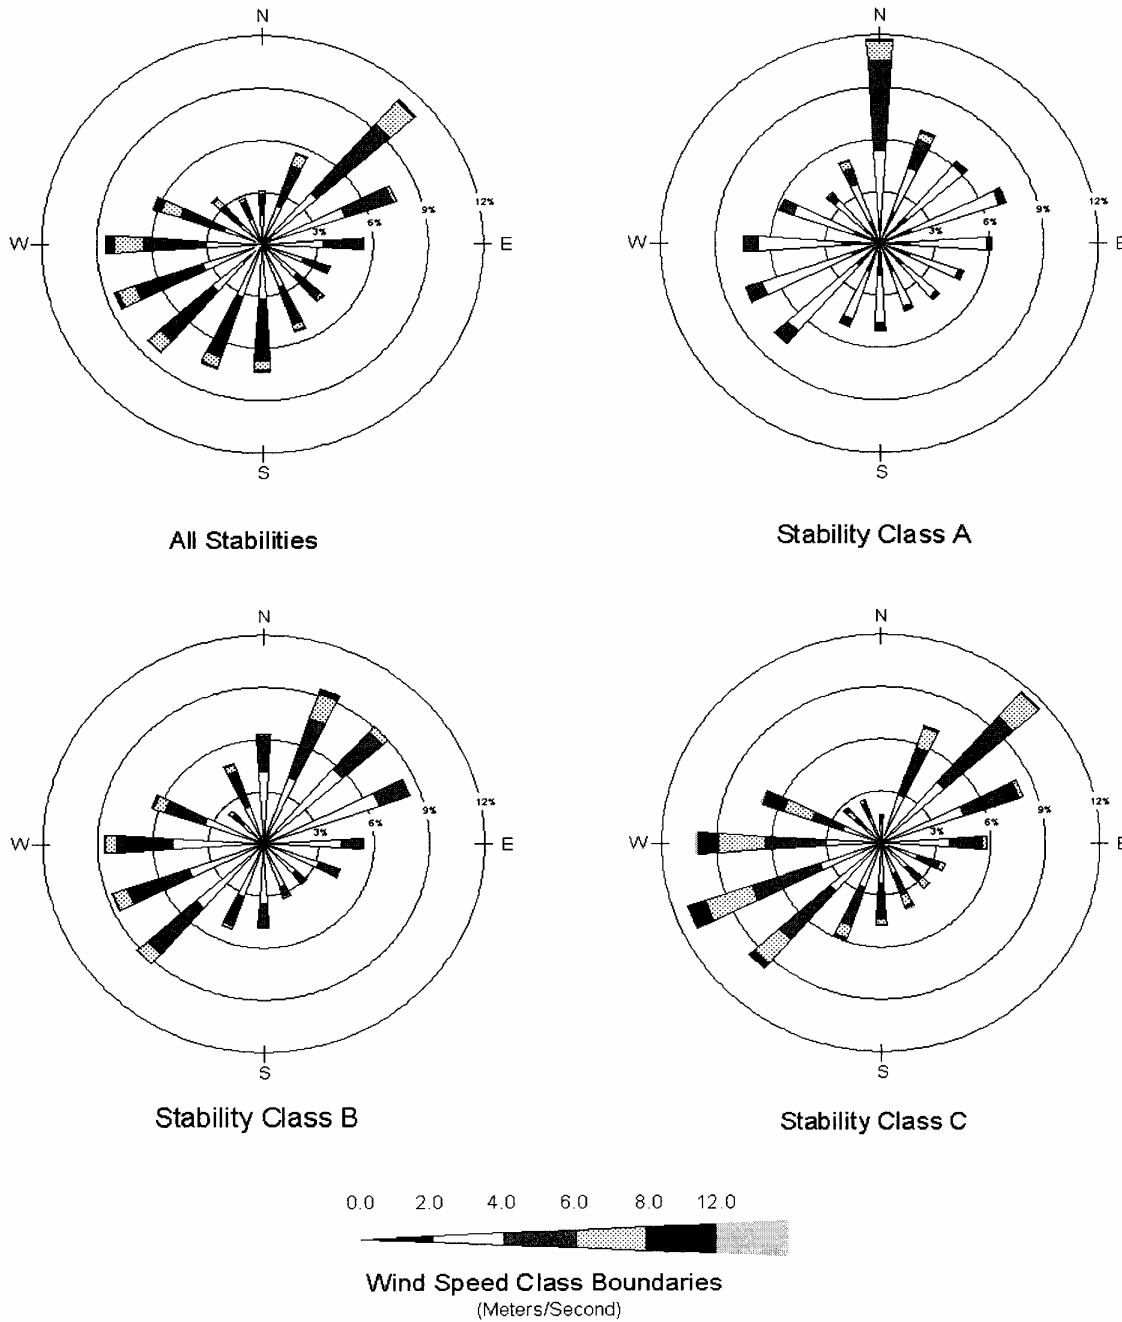 N
N
12%
9%
6%
3%
W
E
S
12%
9%
6%
3%
W
E
S
All Stabilities
Stability Class A
N
N
12%
9%
6%
3%
W
E
S
12%
9%
6%
3%
W
E
S
Stability Class B
Stability Class C
0.0 2.0 4.0 6.0 8.0 12.0
Wind Speed Class Boundaries
(Meters/Second)